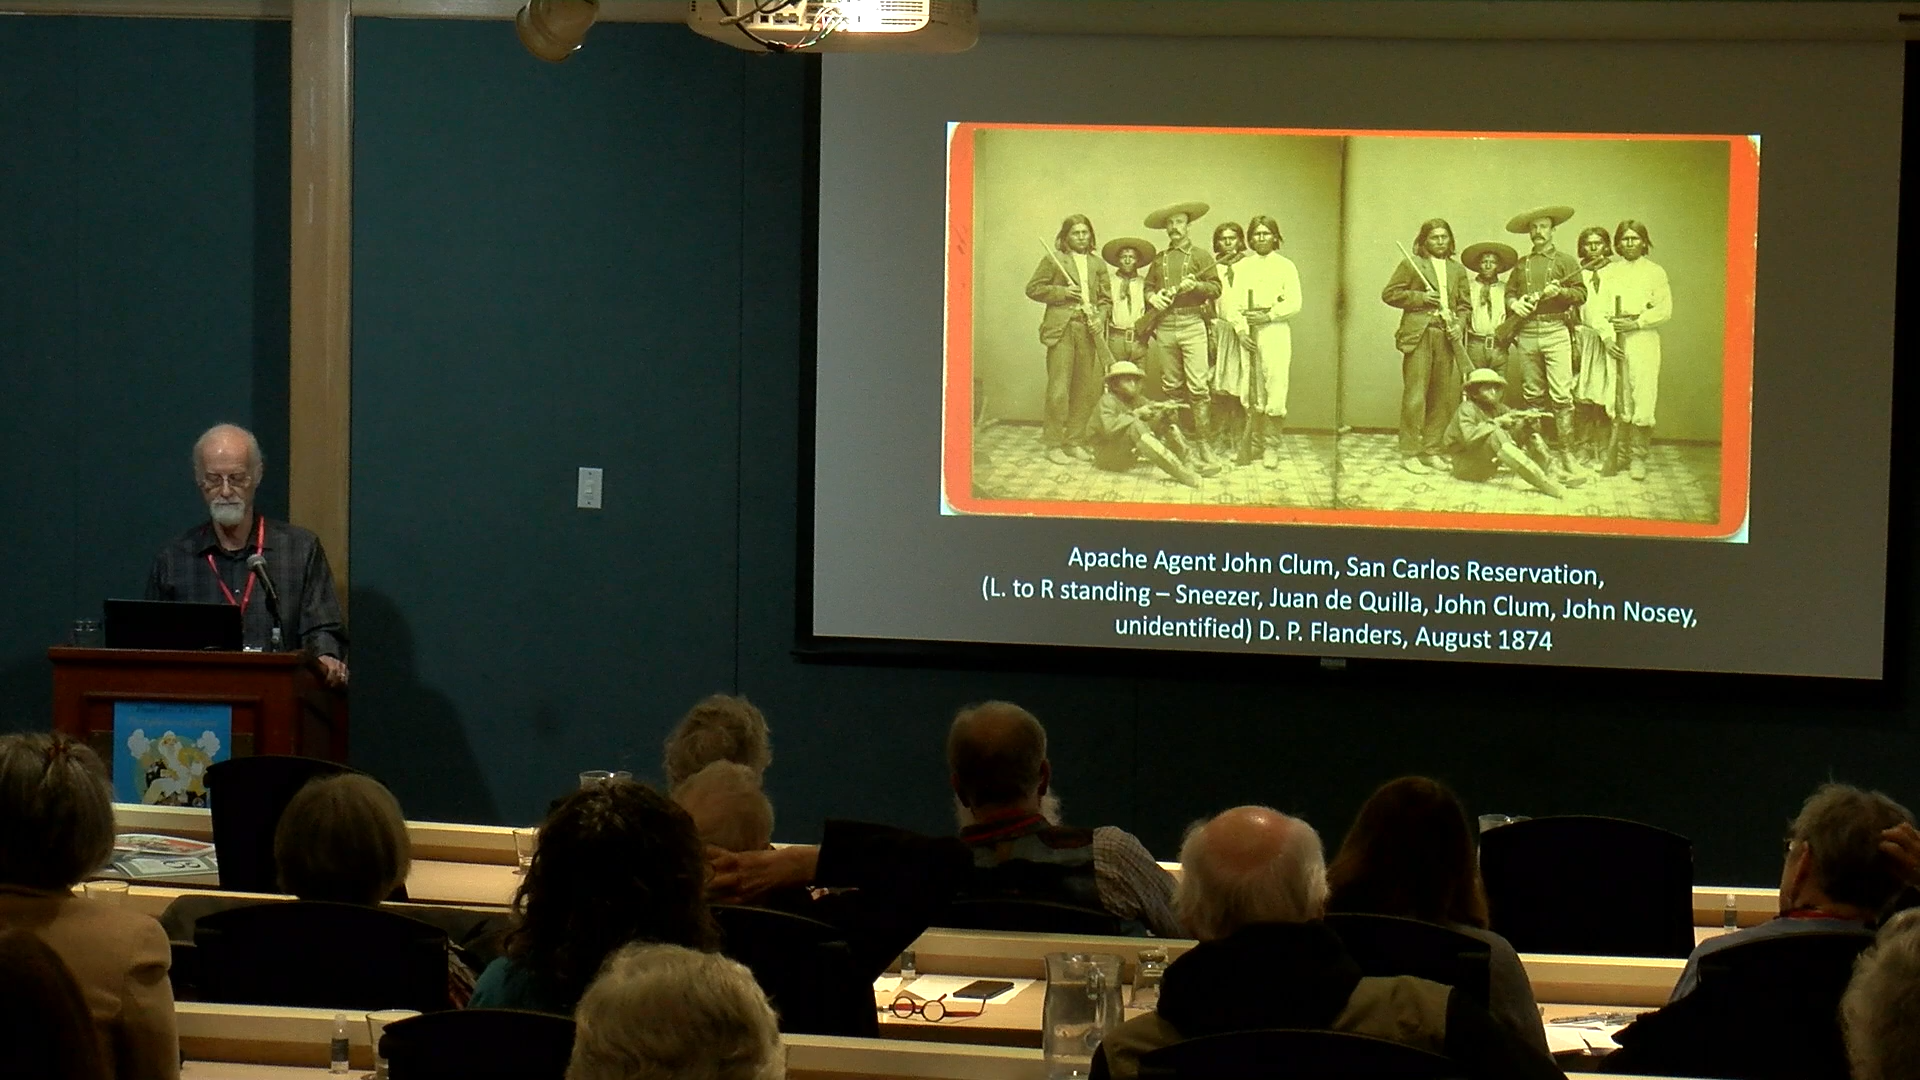 Apache Agent John Clum, San Carlos Reservation,
(L. to R standing – Sneezer, Juan de Quilla, John Clum, John Nosey,
unidentified) D. P. Flanders, August 1874